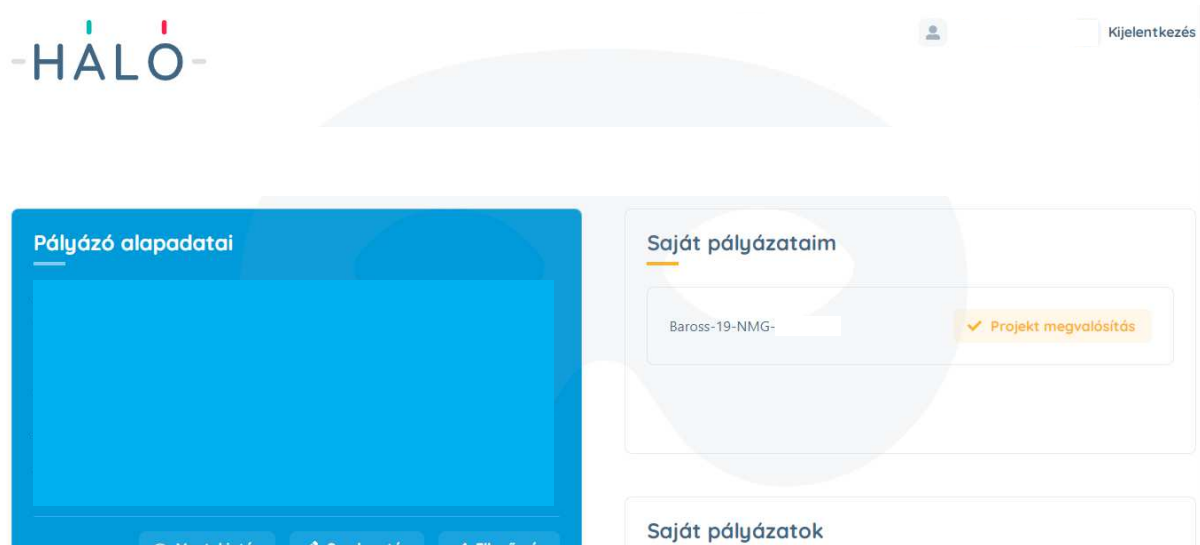 HÁLÓ
Kijelentkezés
Pályázó alapadatai
Saját pályázataim
Baross-19-NMG-
Projekt megvalósítás
Saját pályázatok